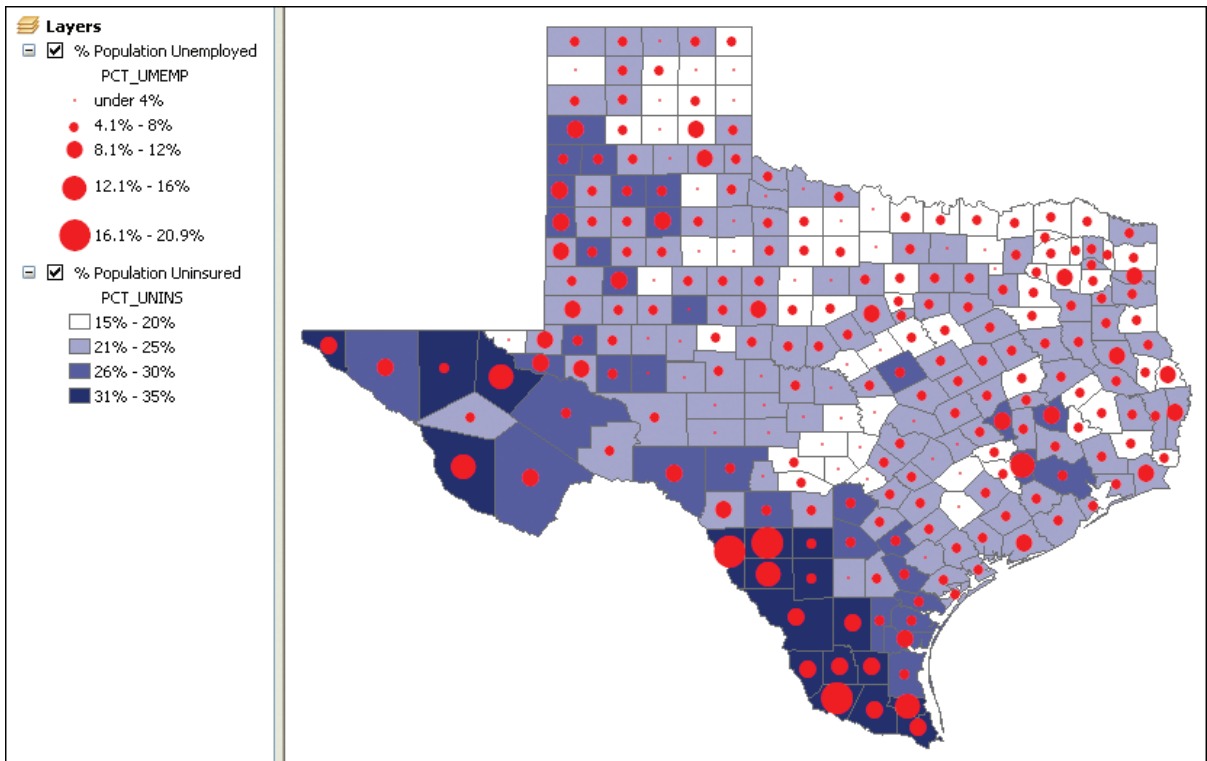 Layers
% Population Unemployed
PCT_UMEMP
under 4%
4.1% - 8%
8.1% - 12%
12.1% - 16%
16.1% - 20.9%
% Population Uninsured
PCT_UNINS
15% - 20%
21% - 25%
26% - 30%
31% - 35%